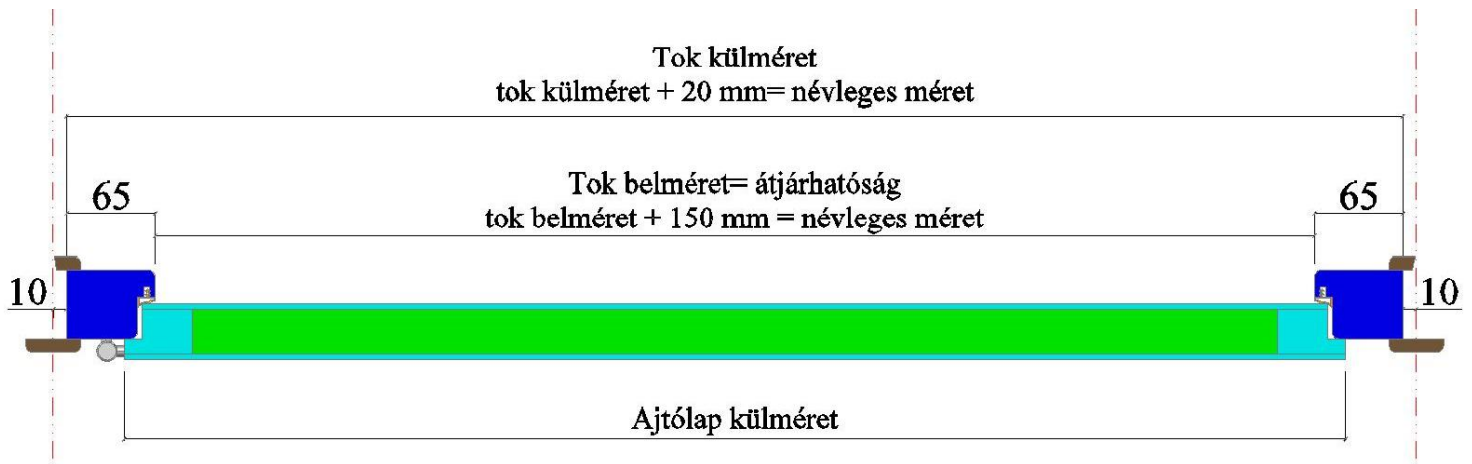 Tok külméret
tok külméret + 20 mm= névleges méret
65
Tok belméret= átjárhatóság
tok belméret + 150 mm = névleges méret
65
10
10
Ajtólap külméret